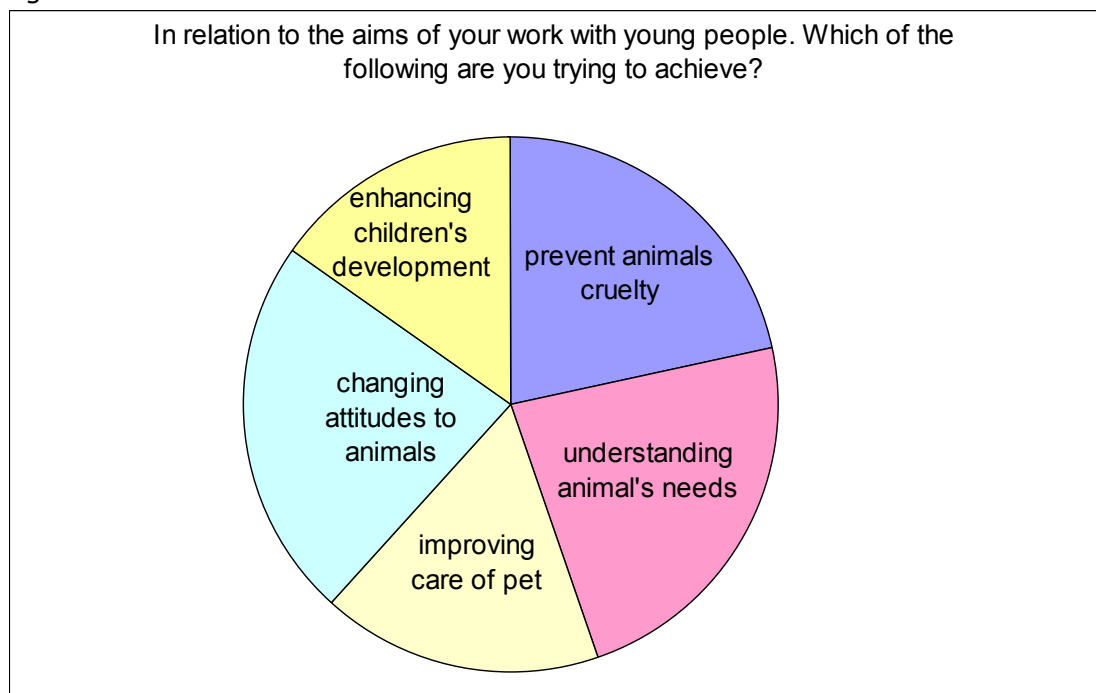 In relation to the aims of your work with young people. Which of the
following are you trying to achieve?
enhancing
children's
development
prevent animals
cruelty
changing
attitudes to
animals
understanding
animal's needs
improving
care of pet